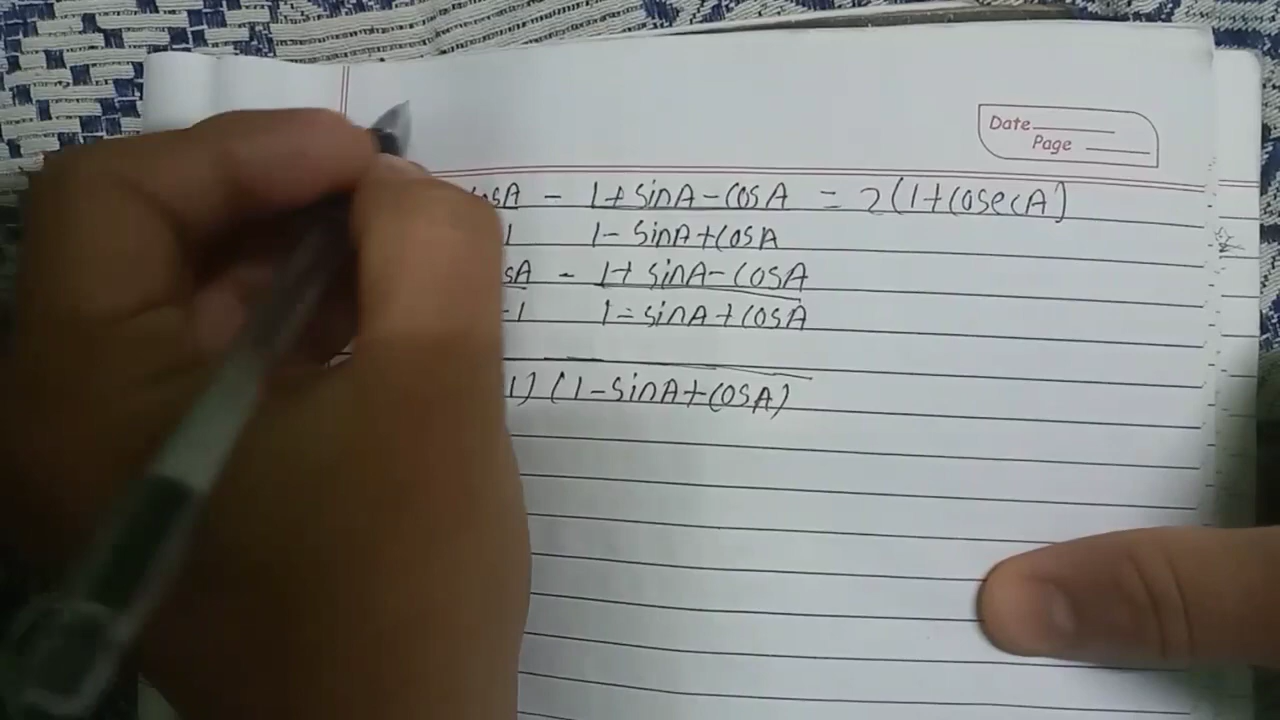 Date
Page
cosA - 1+sinA-cosA = 2(1+cosecA)
1 1- sinA+cosA
sA - 1+ sinA-cosA
-1 1-sinA+cosA
1) (1-sinA+cosA)